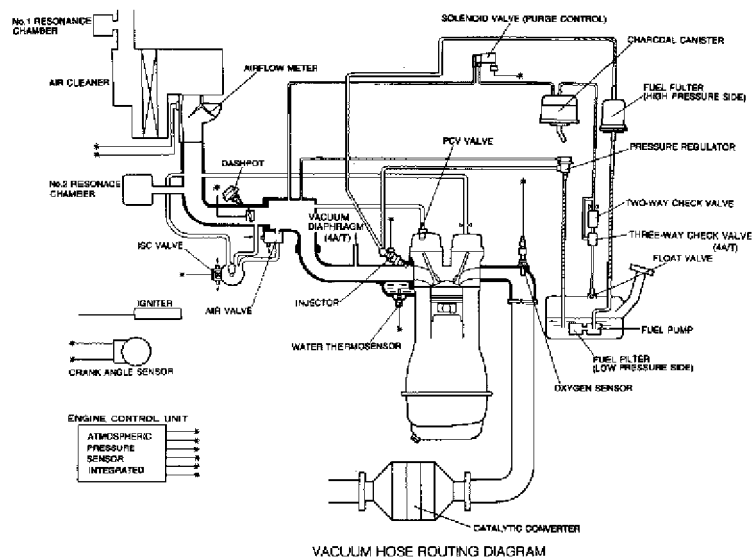 No.1 RESONANCE
CHAMBER
AIR CLEANER
AIRFLOW METER
SOLENOID VALVE (PURGE CONTROL)
CHARCOAL CANISTER
FUEL FULTER
(HIGH PRESSURE SIDE)
PCV VALVE
PRESSURE REGULATOR
DASHPOT
No.2 RESONACE
CHAMBER
VACUUM
DIAPHRAGM
(4A/T)
TWO-WAY CHECK VALVE
THREE-WAY CHECK VALVE
(4A/T)
FLOAT VALVE
ISC VALVE
INJECTOR
AIR VALVE
IGNITER
WATER THERMOSENSOR
FUEL PUMP
FUEL FILTER
(LOW PRESSURE SIDE)
OXYGEN SENSOR
CRANK ANGLE SENSOR
ENGINE CONTROL UNIT
ATMOSPHERIC
PRESSURE
SENSOR
INTEGRATED
CATALYTIC CONVERTER
VACUUM HOSE ROUTING DIAGRAM